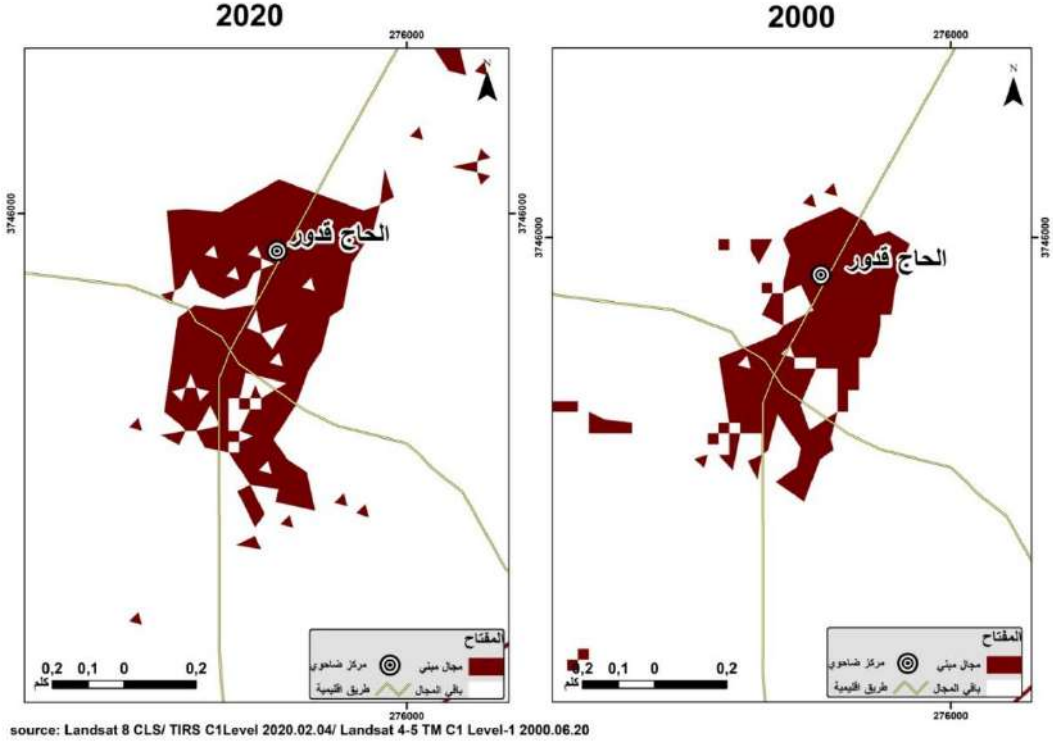 2020
2000
276000
276000
N
N
3746000
3746000
3746000
الحاج قدور
الحاج قدور
المفتاح
مجال مبني
مركز ضاحوي
باقي المجال
طريق اقليمية
0,2 0,1 0 0,2
كلم
المفتاح
مجال مبني
مركز ضاحوي
باقي المجال
طريق اقليمية
0,2 0,1 0 0,2
كلم
276000
276000
source: Landsat 8 CLS/ TIRS C1Level 2020.02.04/ Landsat 4-5 TM C1 Level-1 2000.06.20